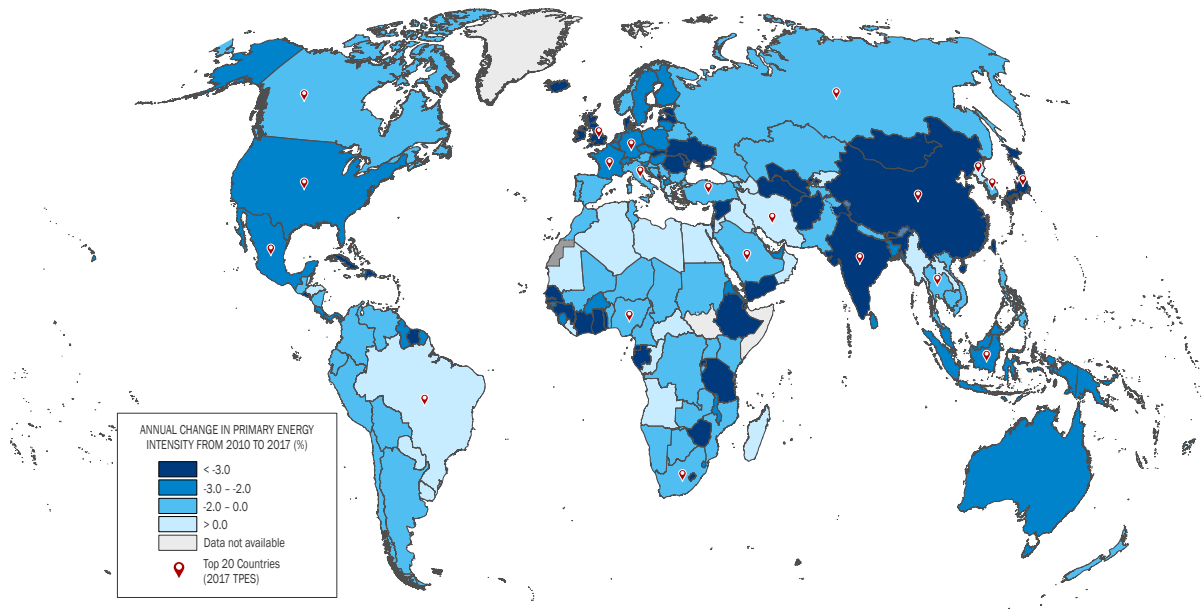 ANNUAL CHANGE IN PRIMARY ENERGY
INTENSITY FROM 2010 TO 2017 (%)
< -3.0
-3.0 – -2.0
-2.0 – 0.0
> 0.0
Data not available
Top 20 Countries
(2017 TPES)